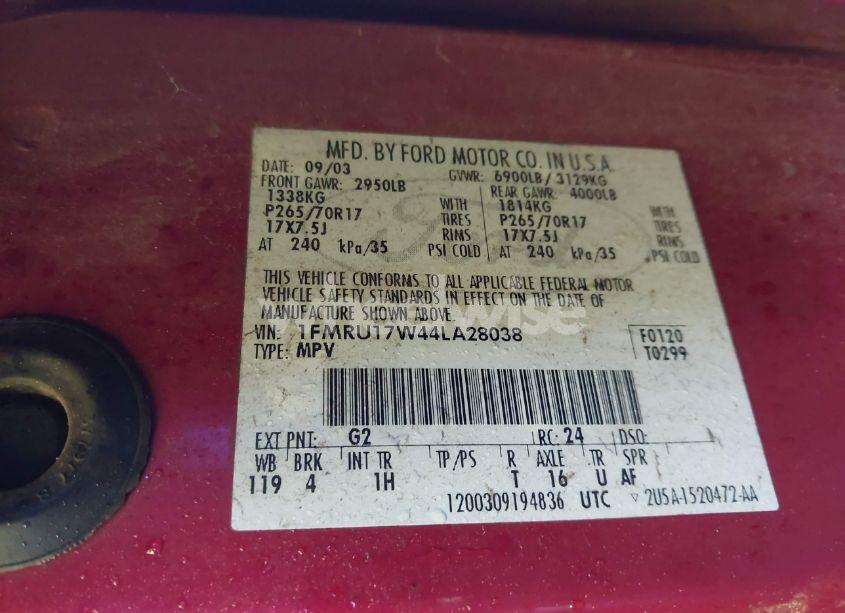 MFD. BY FORD MOTOR CO. IN U.S.A.
DATE: 09/03 GVWR: 6900LB / 3129KG
FRONT GAWR: 2950LB REAR GAWR: 4000LB
1338KG WITH 1814KG WITH
P265/70R17 TIRES P265/70R17 TIRES
17X7.5J RIMS 17X7.5J RIMS
AT 240 kPa/35 PSI COLD AT 240 kPa/35 PSI COLD
THIS VEHICLE CONFORMS TO ALL APPLICABLE FEDERAL MOTOR
VEHICLE SAFETY STANDARDS IN EFFECT ON THE DATE OF
MANUFACTURE SHOWN ABOVE.
VIN: 1FMRU17W44LA28038 F0120
TYPE: MPV T0299
EXT PNT: G2 RC: 24 DSO:
WB BRK INT TR TP/PS R AXLE TR SPR
119 4 1H T 16 U AF
1200309194836 UTC ▽ 2U5A-1520472-AA